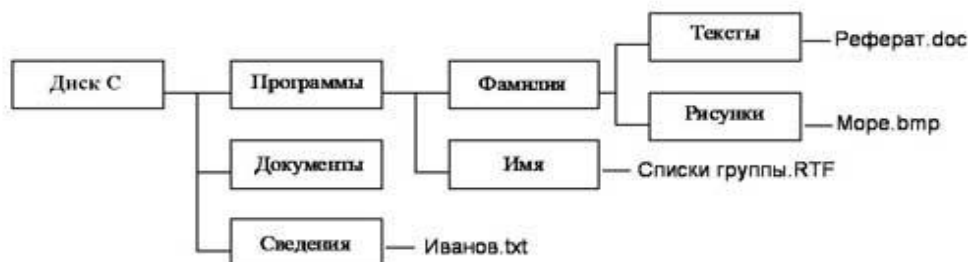 Тексты
Реферат.doc
Диск С
Программы
Фамилия
Рисунки
Море.bmp
Документы
Имя
Списки группы.RTF
Сведения
Иванов.txt